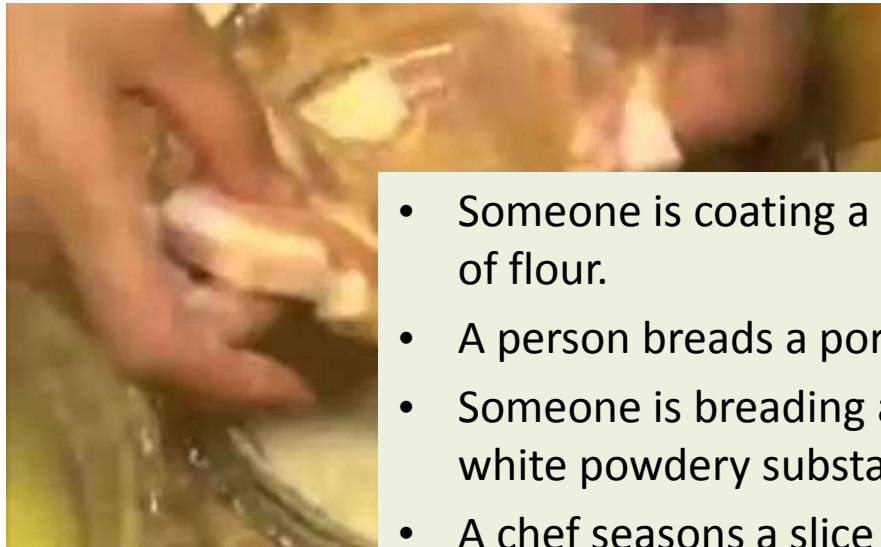 • Someone is coating a
of flour.
• A person breads a por
• Someone is breading a
white powdery substa
• A chef seasons a slice